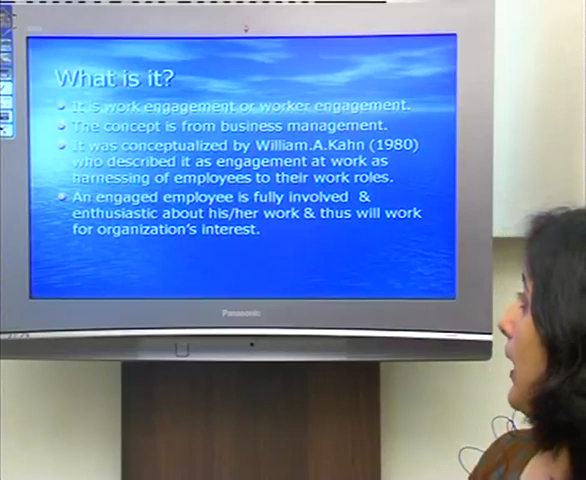 What is it?
It is work engagement or worker engagement.
The concept is from business management.
It was conceptualized by William.A.Kahn (1980)
who described it as engagement at work as
harnessing of employees to their work roles.
An engaged employee is fully involved &
enthusiastic about his/her work & thus will work
for organization's interest.
Panasonic